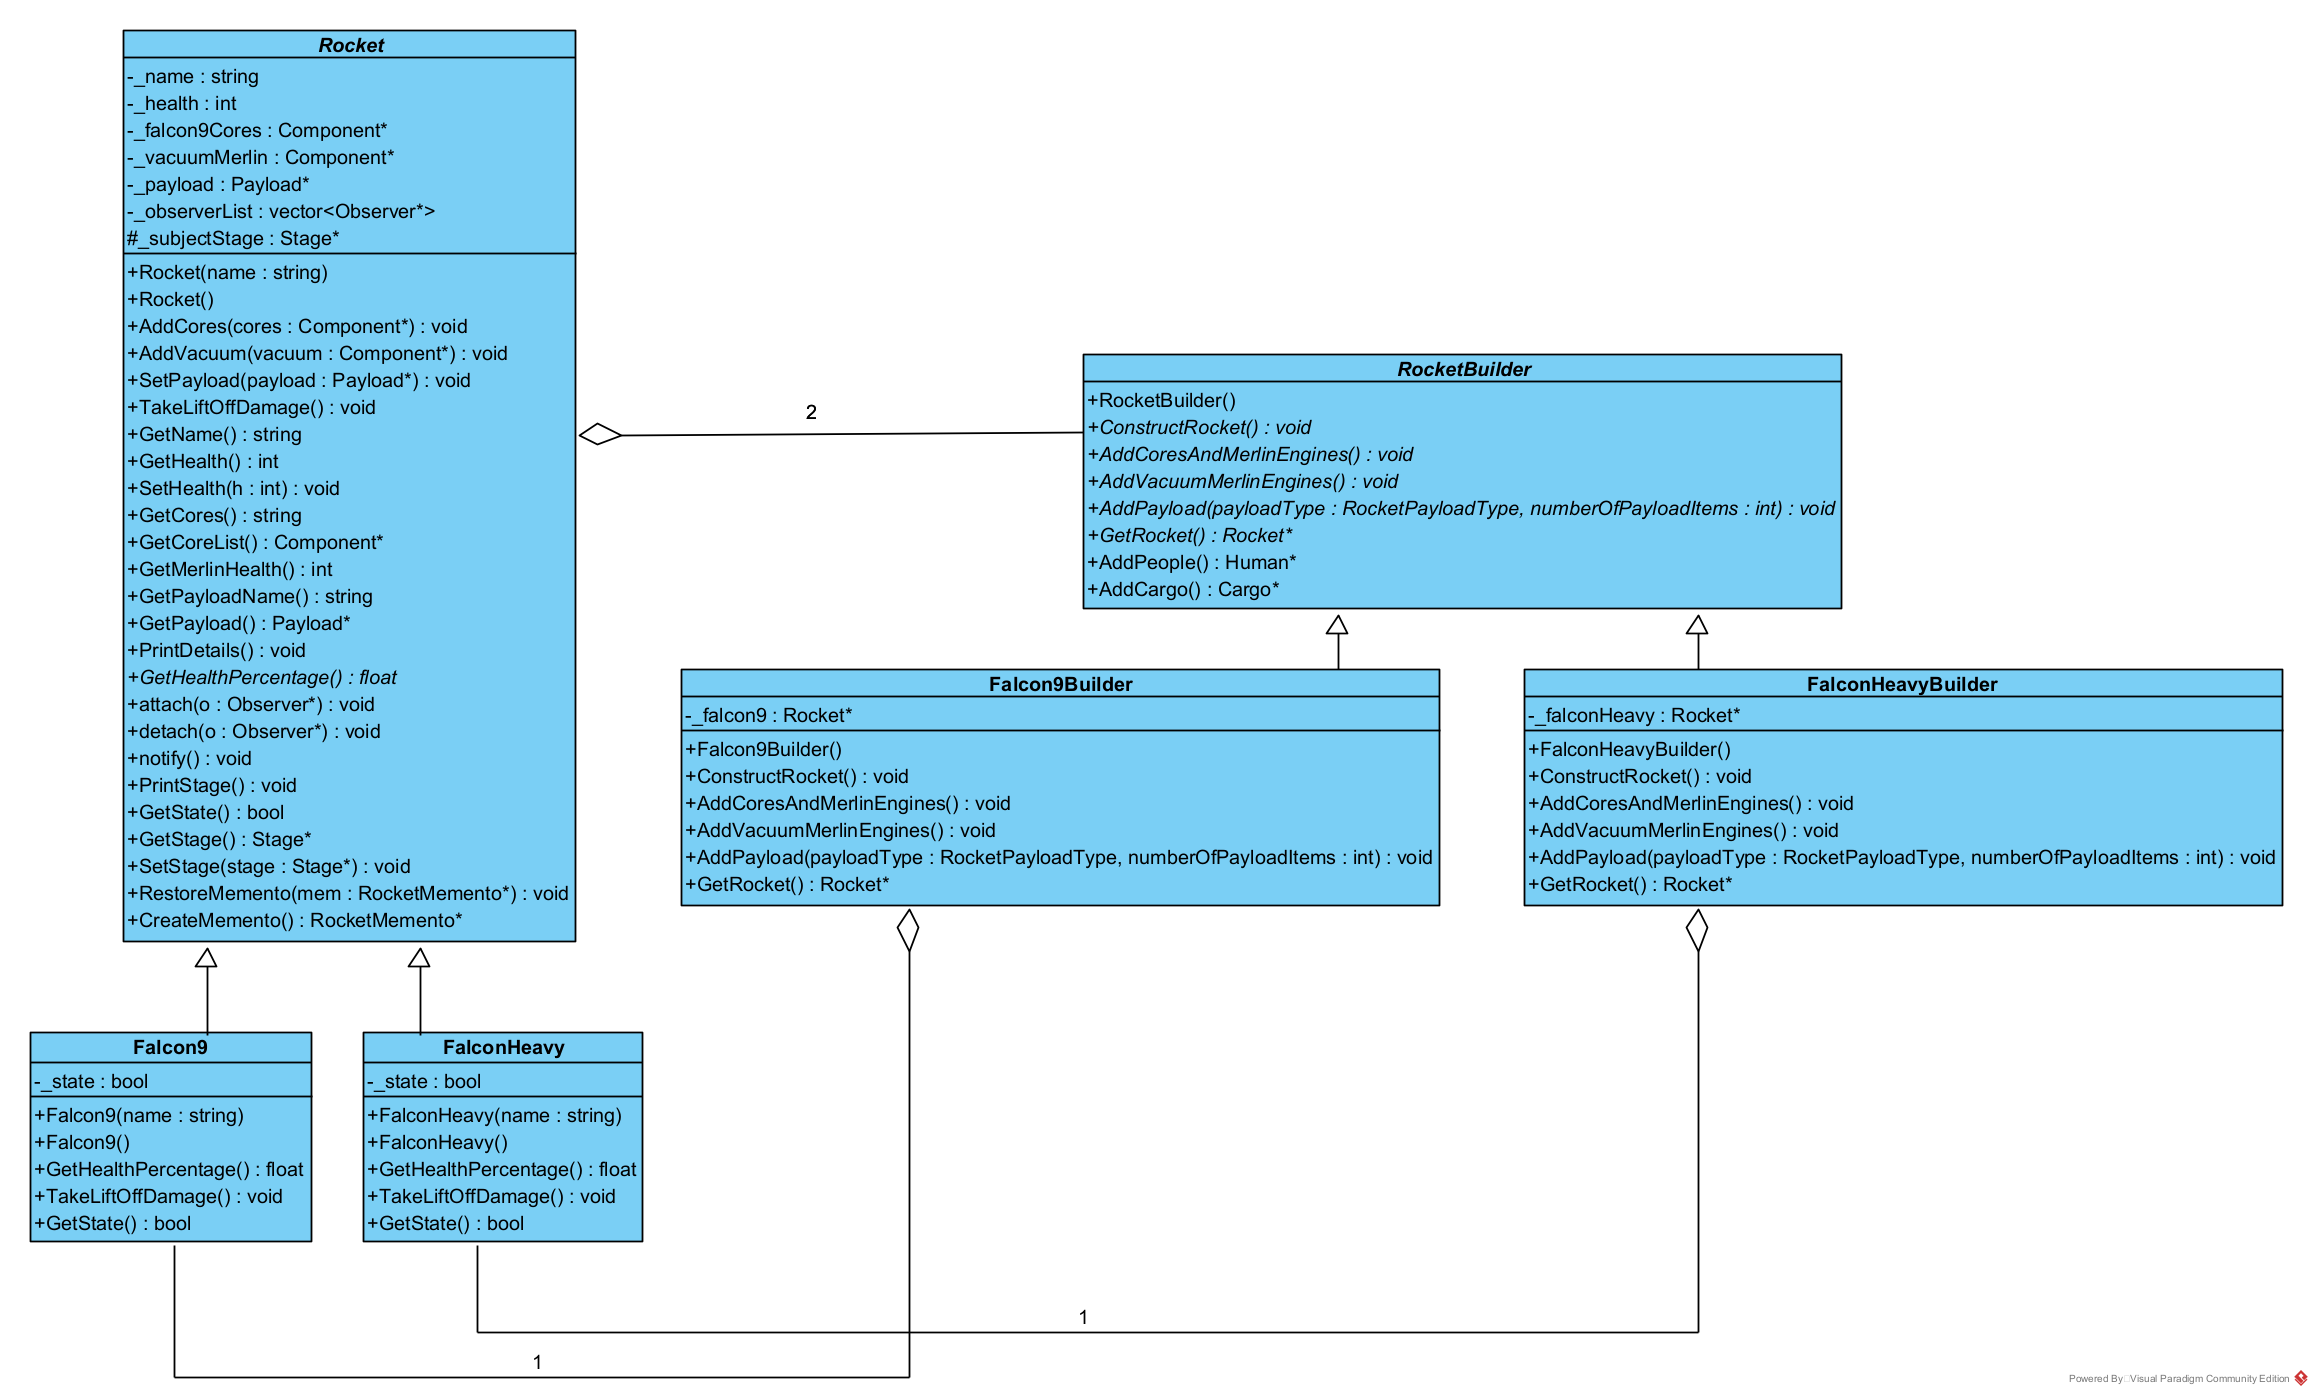 Rocket
-_name : string
-_health : int
-_falcon9Cores : Component*
-_vacuumMerlin : Component*
-_payload : Payload*
-_observerList : vector<Observer*>
#_subjectStage : Stage*
+Rocket(name : string)
+Rocket()
+AddCores(cores : Component*) : void
+AddVacuum(vacuum : Component*) : void
+SetPayload(payload : Payload*) : void
+TakeLiftOffDamage() : void
+GetName() : string
+GetHealth() : int
+SetHealth(h : int) : void
+GetCores() : string
+GetCoreList() : Component*
+GetMerlinHealth() : int
+GetPayloadName() : string
+GetPayload() : Payload*
+PrintDetails() : void
+GetHealthPercentage() : float
+attach(o : Observer*) : void
+detach(o : Observer*) : void
+notify() : void
+PrintStage() : void
+GetState() : bool
+GetStage() : Stage*
+SetStage(stage : Stage*) : void
+RestoreMemento(mem : RocketMemento*) : void
+CreateMemento() : RocketMemento*
2
RocketBuilder
+RocketBuilder()
+ConstructRocket() : void
+AddCoresAndMerlinEngines() : void
+AddVacuumMerlinEngines() : void
+AddPayload(payloadType : RocketPayloadType, numberOfPayloadItems : int) : void
+GetRocket() : Rocket*
+AddPeople() : Human*
+AddCargo() : Cargo*
Falcon9Builder
-_falcon9 : Rocket*
+Falcon9Builder()
+ConstructRocket() : void
+AddCoresAndMerlinEngines() : void
+AddVacuumMerlinEngines() : void
+AddPayload(payloadType : RocketPayloadType, numberOfPayloadItems : int) : void
+GetRocket() : Rocket*
FalconHeavyBuilder
-_falconHeavy : Rocket*
+FalconHeavyBuilder()
+ConstructRocket() : void
+AddCoresAndMerlinEngines() : void
+AddVacuumMerlinEngines() : void
+AddPayload(payloadType : RocketPayloadType, numberOfPayloadItems : int) : void
+GetRocket() : Rocket*
Falcon9
-_state : bool
+Falcon9(name : string)
+Falcon9()
+GetHealthPercentage() : float
+TakeLiftOffDamage() : void
+GetState() : bool
FalconHeavy
-_state : bool
+FalconHeavy(name : string)
+FalconHeavy()
+GetHealthPercentage() : float
+TakeLiftOffDamage() : void
+GetState() : bool
1
1
Powered By Visual Paradigm Community Edition